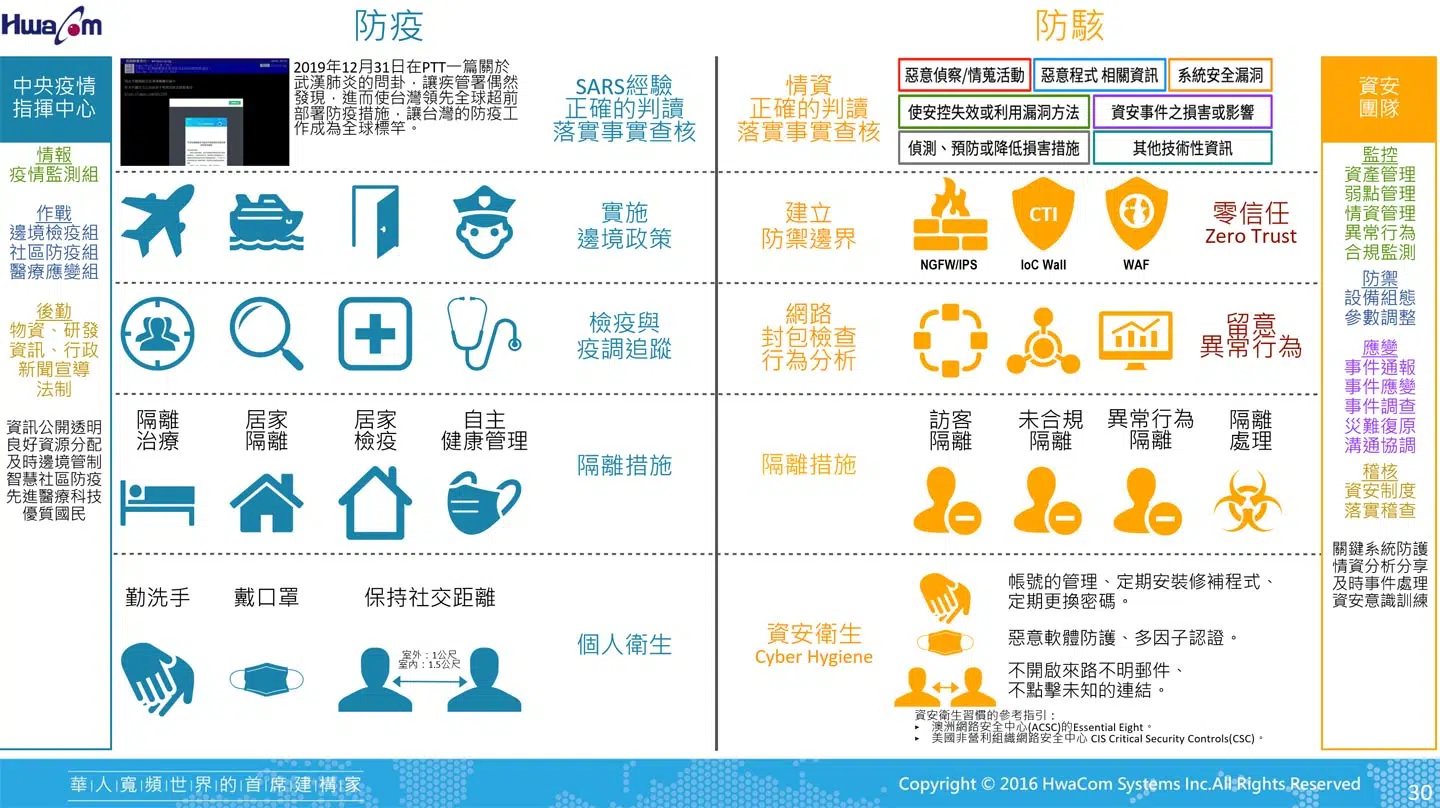 HwaCom
防疫
防駭
中央疫情
指揮中心
情報
疫情監測組
作戰
邊境檢疫組
社區防疫組
醫療應變組
後勤
物資、研發
資訊、行政
新聞宣導
法制
資訊公開透明
良好資源分配
及時邊境管制
智慧社區防疫
先進醫療科技
優質國民
2019年12月31日在PTT一篇關於
武漢肺炎的問卦，讓疾管署偶然
發現，進而使台灣領先全球超前
部署防疫措施，讓台灣的防疫工
作成為全球標竿。
SARS經驗
正確的判讀
落實事實查核
實施
邊境政策
檢疫與
疫調追蹤
隔離
治療
居家
隔離
居家
檢疫
自主
健康管理
隔離措施
勤洗手
戴口罩
保持社交距離
室外：1公尺
室內：1.5公尺
個人衛生
情資
正確的判讀
落實事實查核
惡意偵察/情蒐活動
惡意程式 相關資訊
系統安全漏洞
使安控失效或利用漏洞方法
資安事件之損害或影響
偵測、預防或降低損害措施
其他技術性資訊
建立
防禦邊界
NGFW/IPS
CTI
IoC Wall
WAF
零信任
Zero Trust
網路
封包檢查
行為分析
留意
異常行為
隔離措施
訪客
隔離
未合規
隔離
異常行為
隔離
隔離
處理
資安衛生
Cyber Hygiene
帳號的管理、定期安裝修補程式、
定期更換密碼。
惡意軟體防護、多因子認證。
不開啟來路不明郵件、
不點擊未知的連結。
資安衛生習慣的參考指引：
► 澳洲網路安全中心(ACSC)的Essential Eight。
► 美國非營利組織網路安全中心 CIS Critical Security Controls(CSC)。
資安
團隊
監控
資產管理
弱點管理
情資管理
異常行為
合規監測
防禦
設備組態
參數調整
應變
事件通報
事件應變
事件調查
災難復原
溝通協調
稽核
資安制度
落實稽查
關鍵系統防護
情資分析分享
及時事件處理
資安意識訓練
華|人|寬|頻|世|界|的|首|席|建|構|家
Copyright © 2016 HwaCom Systems Inc.All Rights Reserved
30